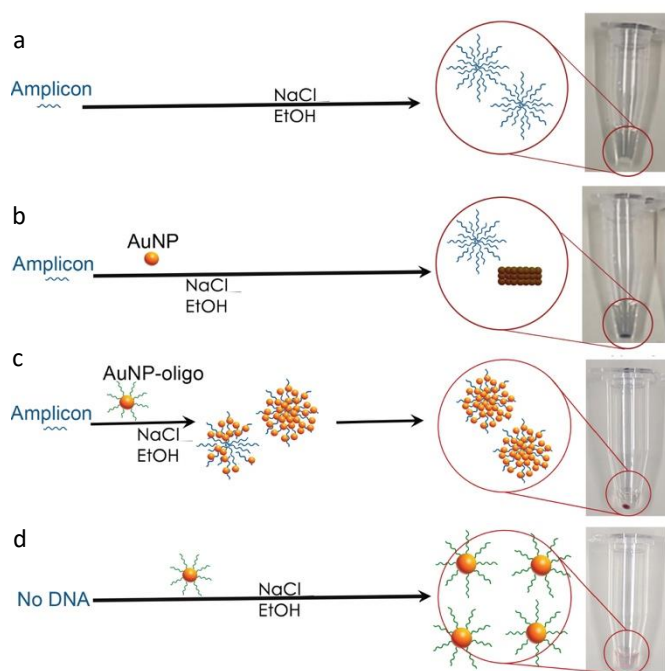 a
Amplicon
NaCl
EtOH
b
AuNP
Amplicon
NaCl
EtOH
c
AuNP-oligo
Amplicon
NaCl
EtOH
d
No DNA
NaCl
EtOH